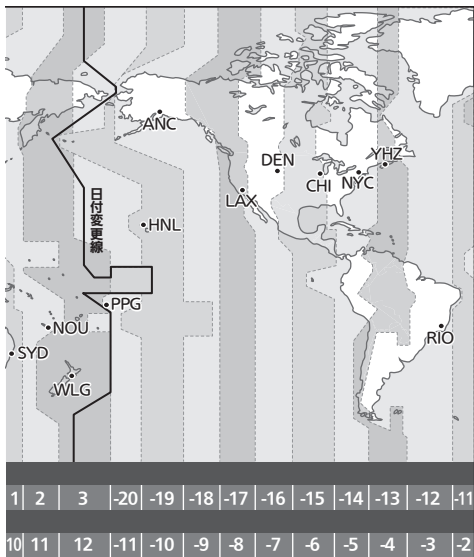 ANC
DEN
YHZ
CHI
NYC
LAX
日付変更線
HNL
PPG
NOU
RIO
SYD
WLG
1 2 3 -20 -19 -18 -17 -16 -15 -14 -13 -12 -11
10 11 12 -11 -10 -9 -8 -7 -6 -5 -4 -3 -2